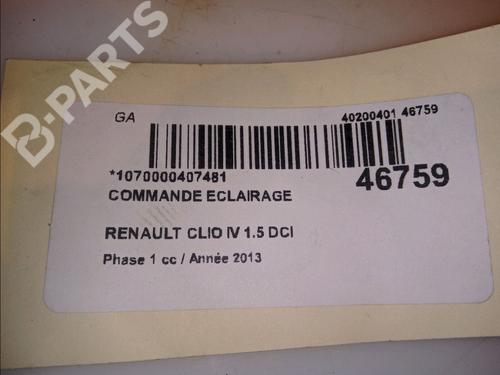 B-PARTS
GA
40200401 46759
*1070000407481
46759
COMMANDE ECLAIRAGE
RENAULT CLIO IV 1.5 DCI
Phase 1 cc / Année 2013